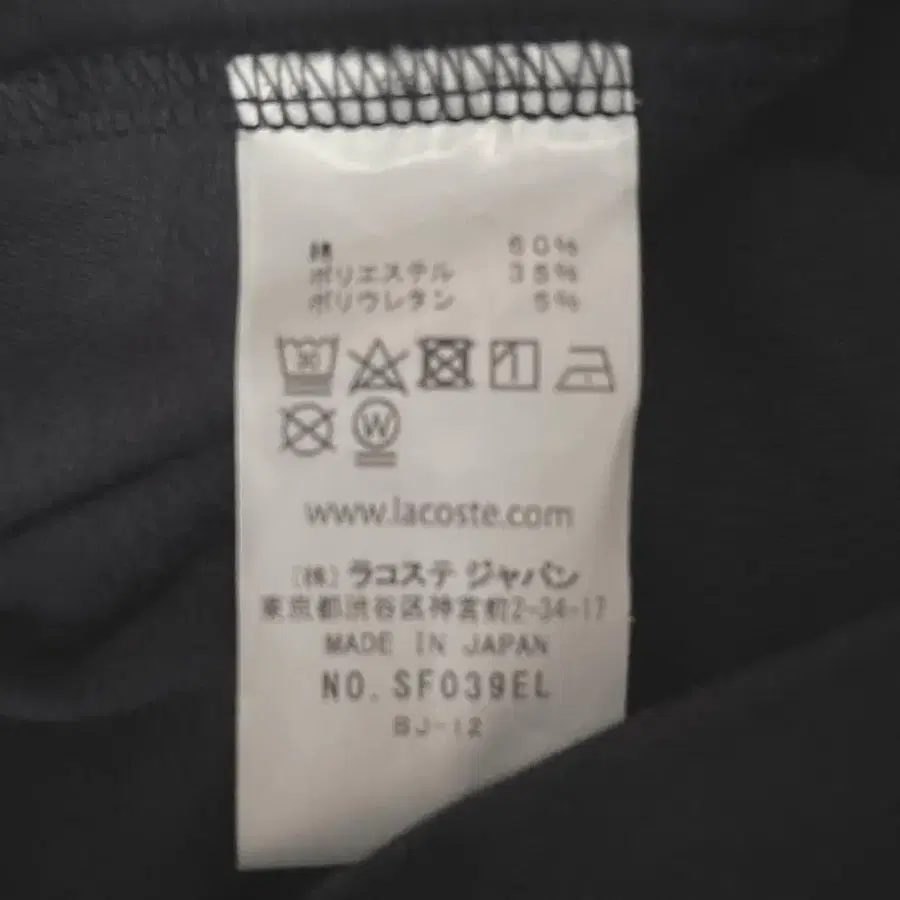 綿 60%
ポリエステル 35%
ポリウレタン 5%
W
www.lacoste.com
(株) ラコステ ジャパン
東京都渋谷区神宮前2-34-17
MADE IN JAPAN
NO. SF039EL
BJ-12